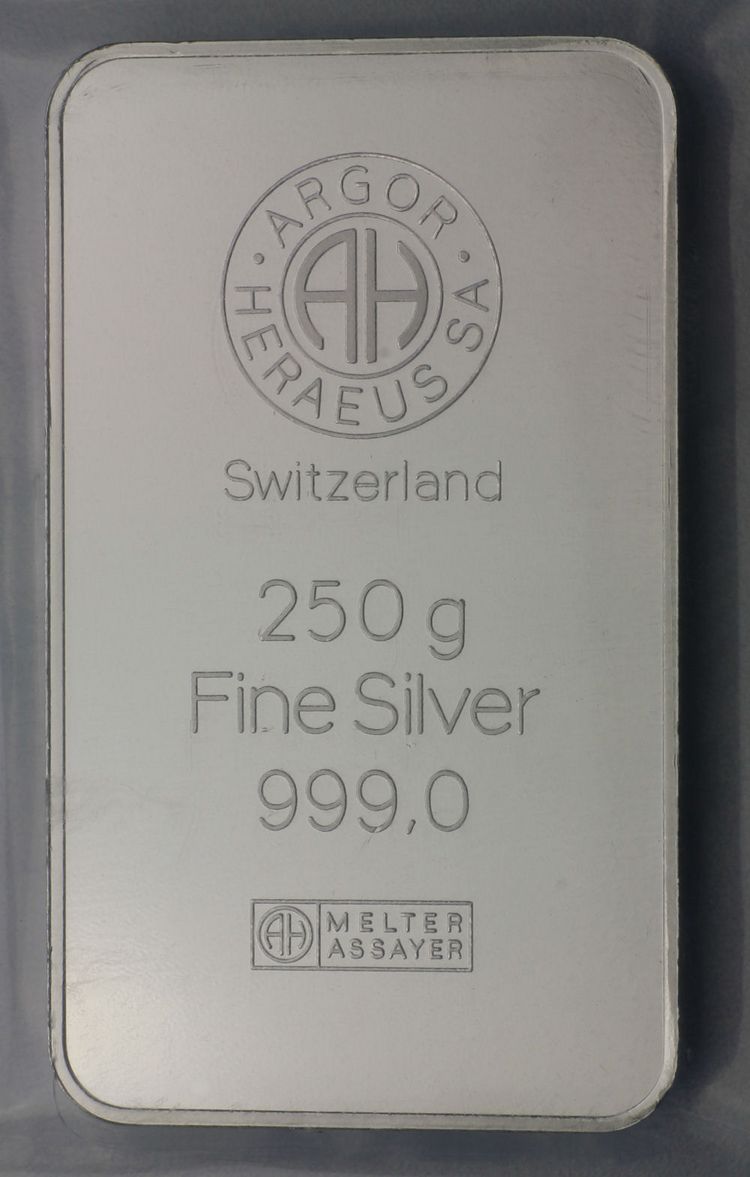 · ARGOR ·
HERAEUS SA
AH
Switzerland
250 g
Fine Silver
999,0
AH MELTER
ASSAYER